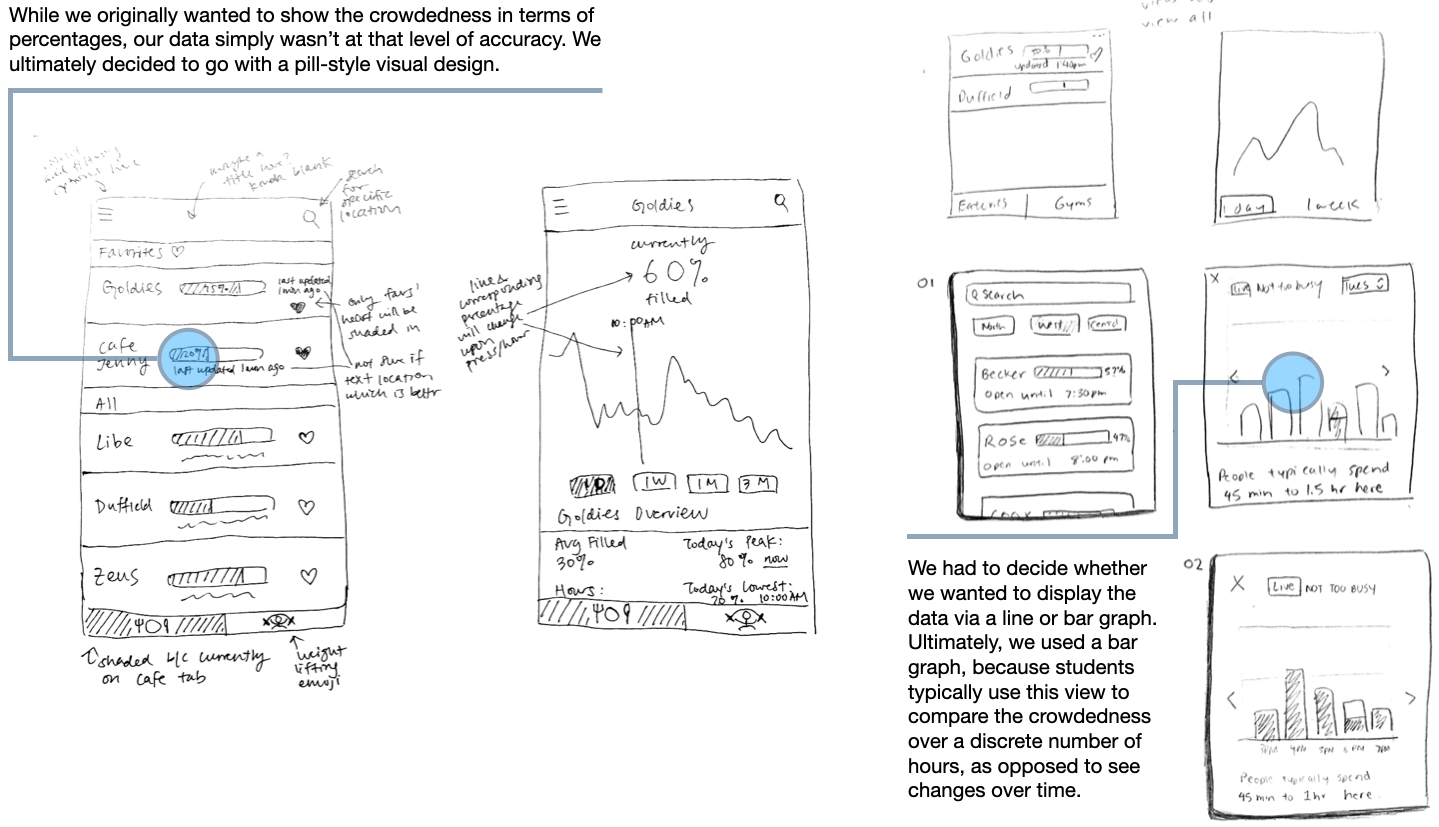 While we originally wanted to show the crowdedness in terms of
percentages, our data simply wasn't at that level of accuracy. We
ultimately decided to go with a pill-style visual design.
maybe a
title here?
kinda blank
search
for
specific
location
Favorites
Goldies
75%
last updated
1 min ago
cafe
Jenny
20%
last updated 1 min ago
only favs'
heart will be
shaded in
not sure if
text location
which is bettr
All
Libe
Duffield
Zeus
shaded b/c currently
on cafe tab
weight
lifting
emoji
Goldies
currently
60%
filled
10:00AM
lines
corresponding
percentage
will change
upon
press/hover
1D
1W
1M
3M
Goldies Overview
Avg Filled
30%
Today's Peak:
80% now
Hours:
Today's Lowest:
20% 10:00AM
view all
Goldies
updated 1:40pm
Duffield
Eateries
Gyms
1 day
1 week
01
Search
North
West
Central
Becker
57%
open until 7:30pm
Rose
47%
open until 8:00 pm
Cook
X
Live
Not too busy
Tues
People typically spend
45 min to 1.5 hr here
We had to decide whether
we wanted to display the
data via a line or bar graph.
Ultimately, we used a bar
graph, because students
typically use this view to
compare the crowdedness
over a discrete number of
hours, as opposed to see
changes over time.
02
X
Live
NOT TOO BUSY
3PM 4PM 5PM 6PM 7PM
People typically spend
45 min to 1hr here.